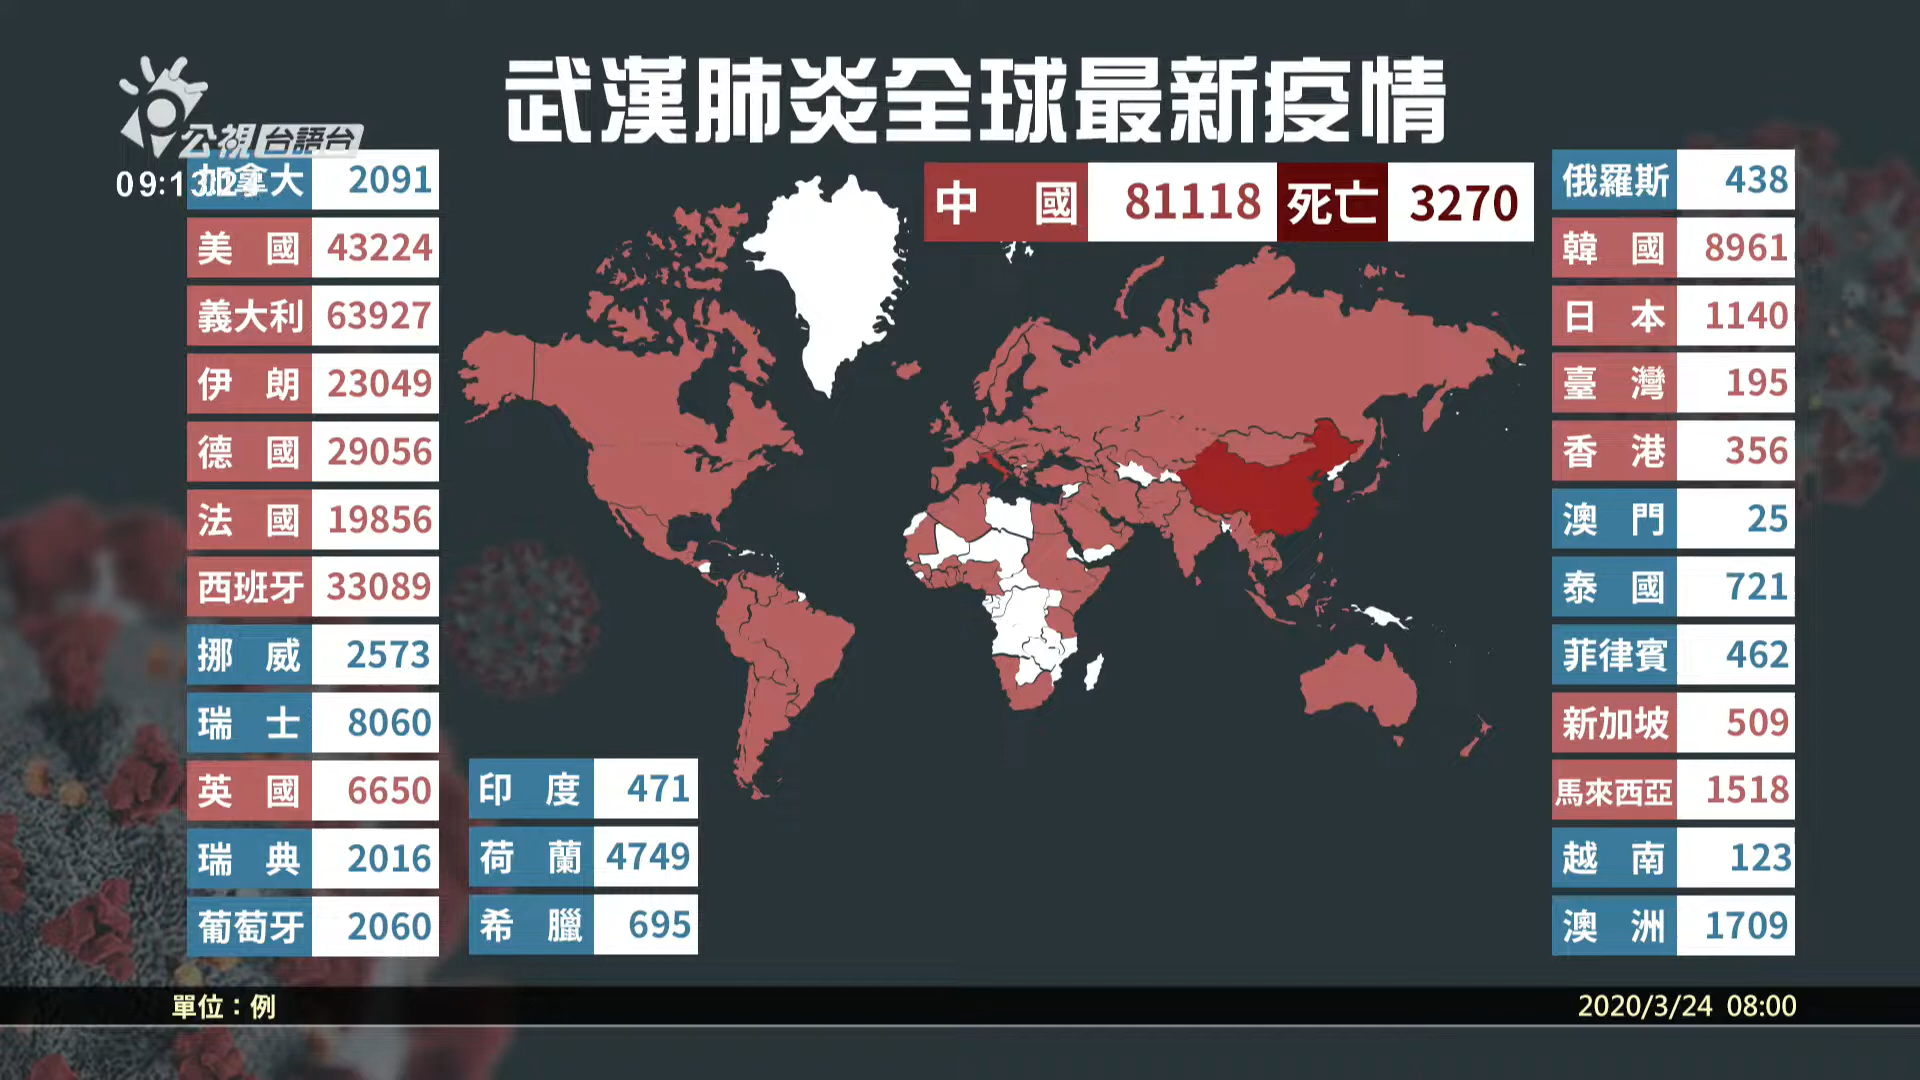 武漢肺炎全球最新疫情
公視 台語台
09:13:24
中國 81118 死亡 3270
加拿大 2091
美國 43224
義大利 63927
伊朗 23049
德國 29056
法國 19856
西班牙 33089
挪威 2573
瑞士 8060
英國 6650
瑞典 2016
葡萄牙 2060
印度 471
荷蘭 4749
希臘 695
俄羅斯 438
韓國 8961
日本 1140
臺灣 195
香港 356
澳門 25
泰國 721
菲律賓 462
新加坡 509
馬來西亞 1518
越南 123
澳洲 1709
單位：例
2020/3/24 08:00